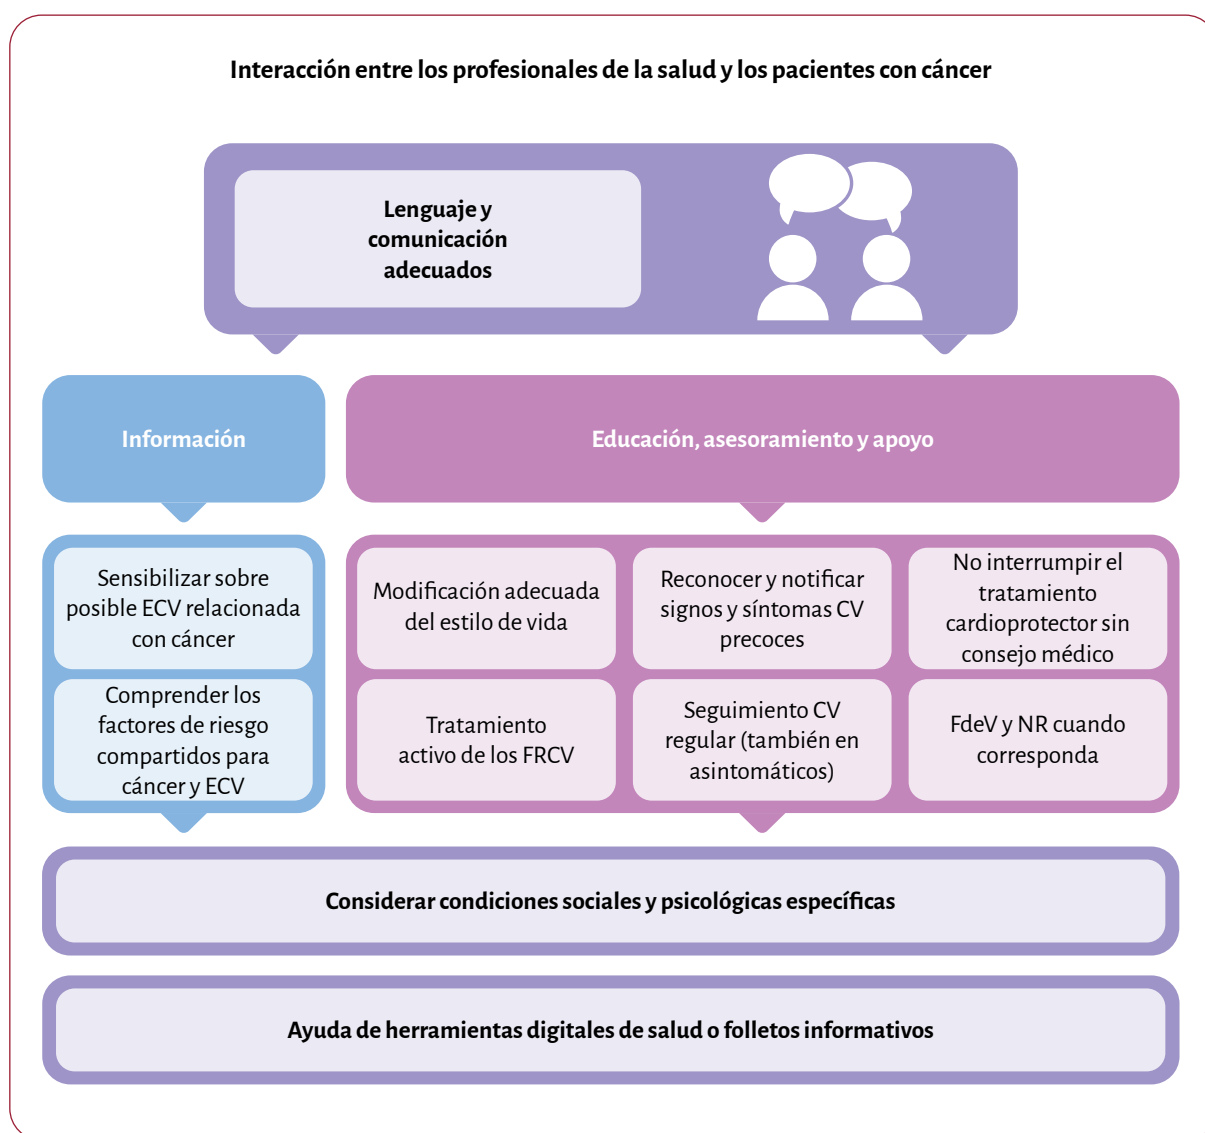 Interacción entre los profesionales de la salud y los pacientes con cáncer
Lenguaje y
comunicación
adecuados
Información
Educación, asesoramiento y apoyo
Sensibilizar sobre
posible ECV relacionada
con cáncer
Comprender los
factores de riesgo
compartidos para
cáncer y ECV
Modificación adecuada
del estilo de vida
Reconocer y notificar
signos y síntomas CV
precoces
No interrumpir el
tratamiento
cardioprotector sin
consejo médico
Tratamiento
activo de los FRCV
Seguimiento CV
regular (también en
asintomáticos)
FdeV y NR cuando
corresponda
Considerar condiciones sociales y psicológicas específicas
Ayuda de herramientas digitales de salud o folletos informativos